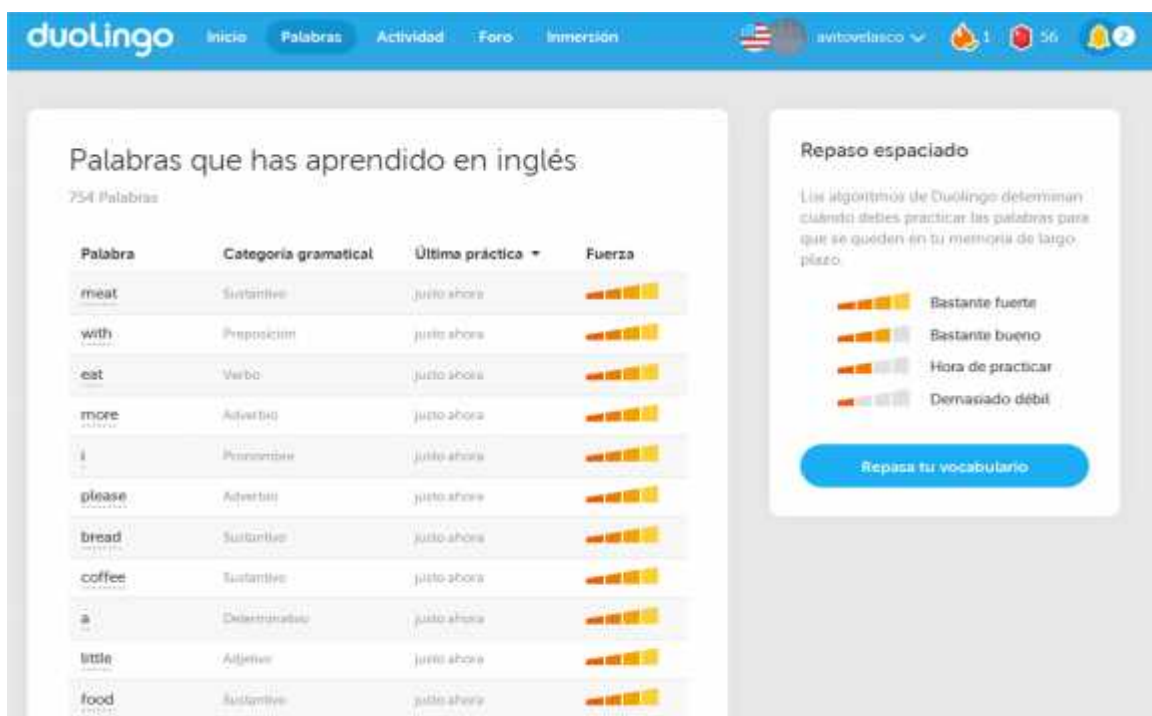 duolingo
Inicio Palabras Actividad Foro Inmersión avitovelasco 1 56 2
Palabras que has aprendido en inglés
754 Palabras
Palabra Categoría gramatical Última práctica Fuerza
meat Sustantivo justo ahora
with Preposición justo ahora
eat Verbo justo ahora
more Adverbio justo ahora
i Pronombre justo ahora
please Adverbio justo ahora
bread Sustantivo justo ahora
coffee Sustantivo justo ahora
a Determinativo justo ahora
little Adjetivo justo ahora
food Sustantivo justo ahora
Repaso espaciado
Los algoritmos de Duolingo determinan
cuándo debes practicar las palabras para
que se queden en tu memoria de largo
plazo.
Bastante fuerte
Bastante bueno
Hora de practicar
Demasiado débil
Repasa tu vocabulario